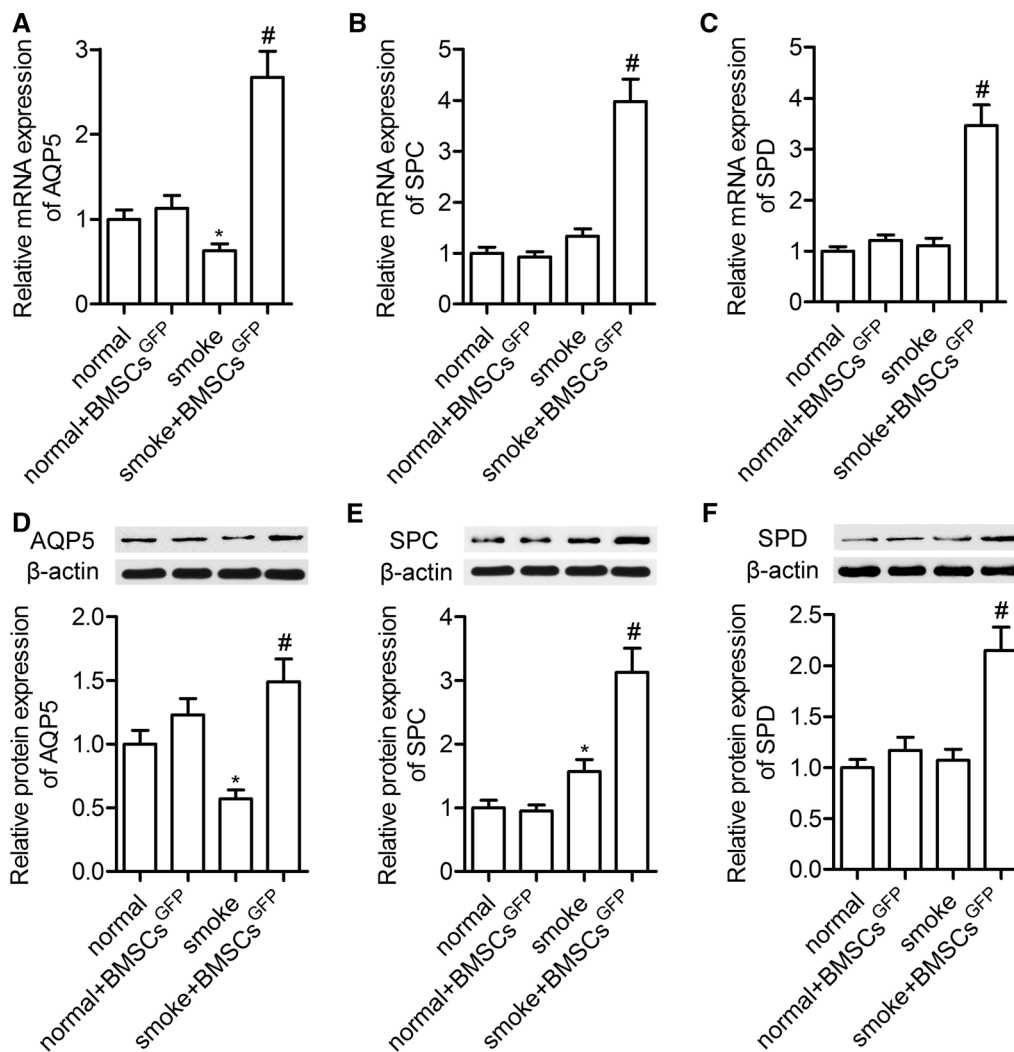 A
Relative mRNA expression
of AQP5
3
2
1
0
*
#
normal
normal+BMSCs GFP
smoke
smoke+BMSCs GFP
B
Relative mRNA expression
of SPC
5
4
3
2
1
0
#
normal
normal+BMSCs GFP
smoke
smoke+BMSCs GFP
C
Relative mRNA expression
of SPD
5
4
3
2
1
0
#
normal
normal+BMSCs GFP
smoke
smoke+BMSCs GFP
D
AQP5
β-actin
Relative protein expression
of AQP5
2.0
1.5
1.0
0.5
0.0
*
#
normal
normal+BMSCs GFP
smoke
smoke+BMSCs GFP
E
SPC
β-actin
Relative protein expression
of SPC
4
3
2
1
0
*
#
normal
normal+BMSCs GFP
smoke
smoke+BMSCs GFP
F
SPD
β-actin
Relative protein expression
of SPD
2.5
2.0
1.5
1.0
0.5
0.0
#
normal
normal+BMSCs GFP
smoke
smoke+BMSCs GFP